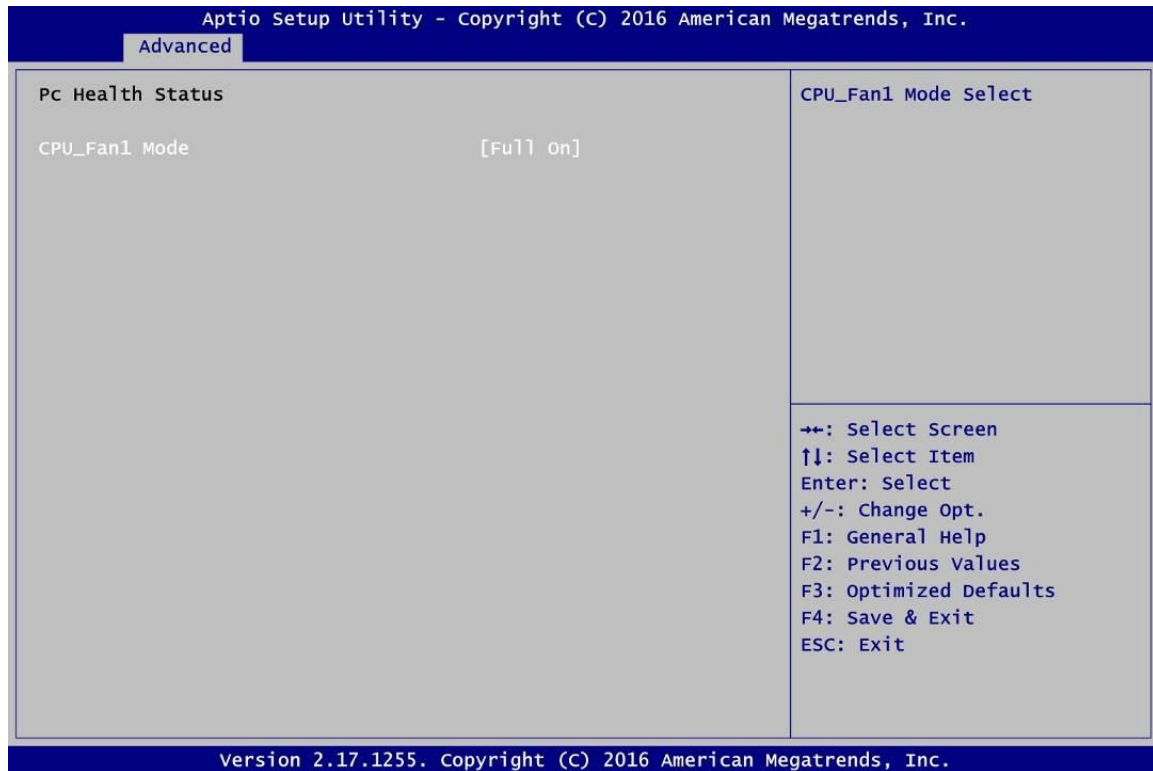 Aptio Setup Utility - Copyright (C) 2016 American Megatrends, Inc.
Advanced
Pc Health Status
CPU_Fan1 Mode [Full On]
CPU_Fan1 Mode Select
→←: Select Screen
↑↓: Select Item
Enter: Select
+/-: Change Opt.
F1: General Help
F2: Previous Values
F3: Optimized Defaults
F4: Save & Exit
ESC: Exit
Version 2.17.1255. Copyright (C) 2016 American Megatrends, Inc.